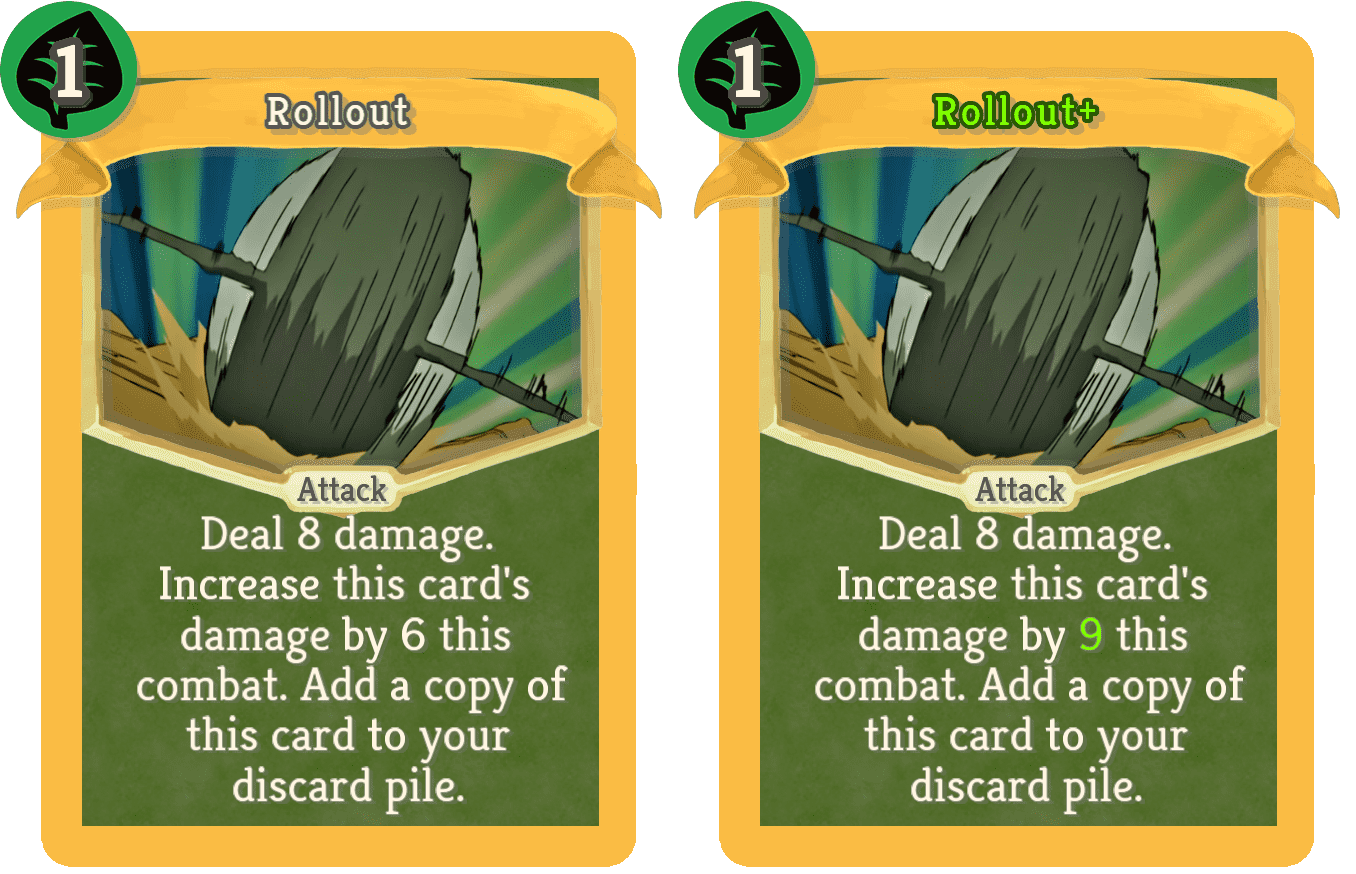 1
Rollout
Attack
Deal 8 damage.
Increase this card's
damage by 6 this
combat. Add a copy of
this card to your
discard pile.
1
Rollout+
Attack
Deal 8 damage.
Increase this card's
damage by 9 this
combat. Add a copy of
this card to your
discard pile.